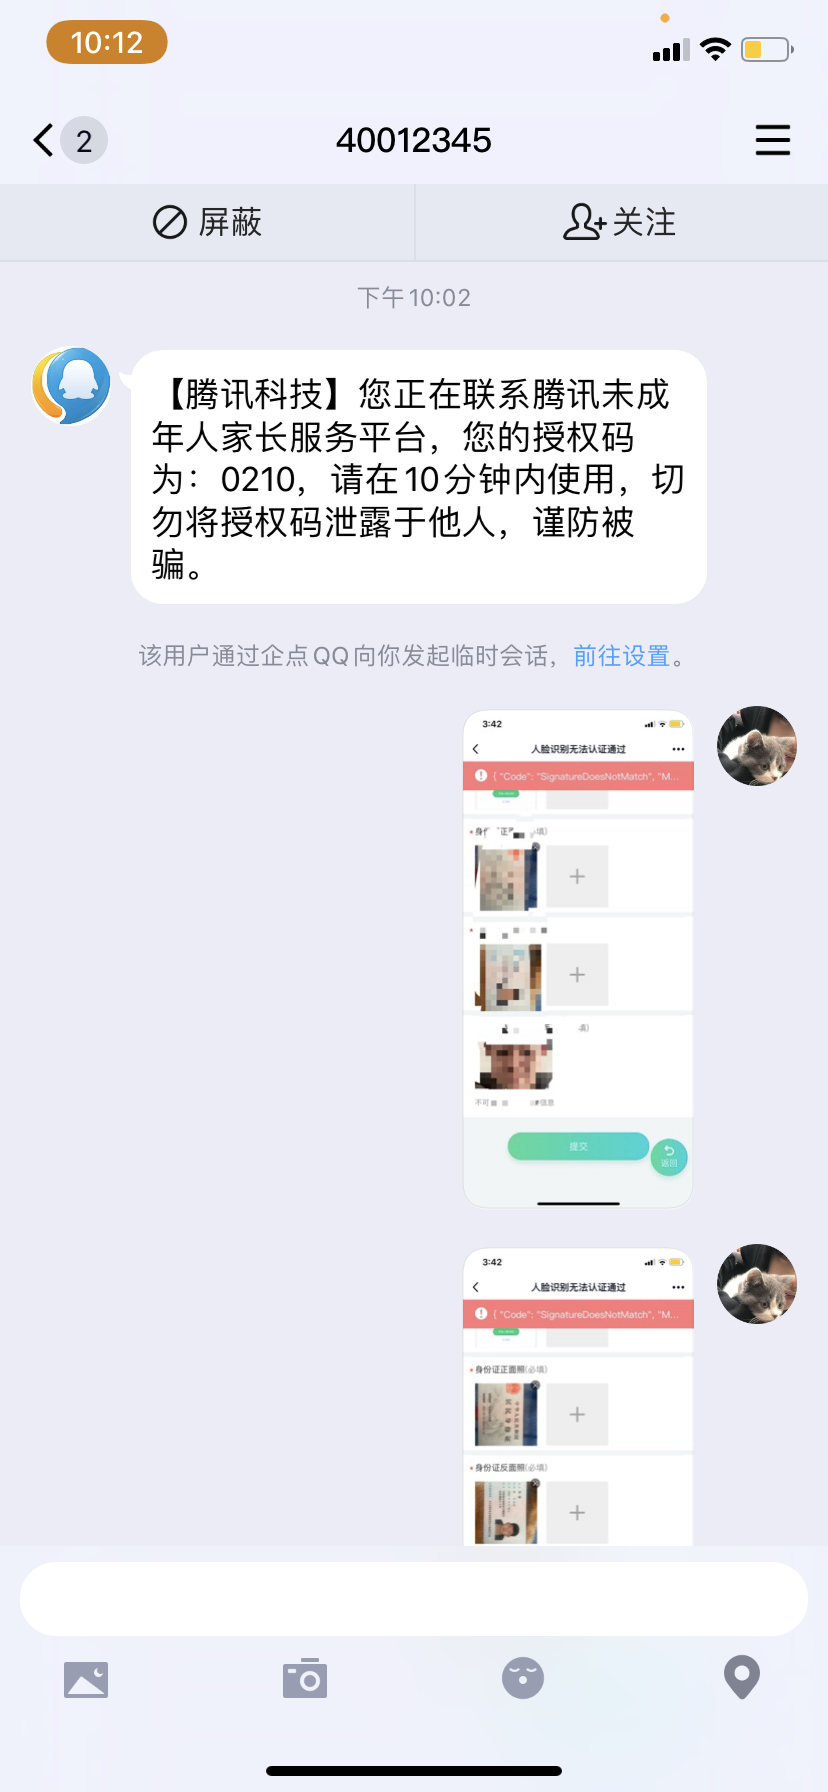 10:12
2
40012345
屏蔽
关注
下午10:02
【腾讯科技】您正在联系腾讯未成
年人家长服务平台，您的授权码
为：0210，请在10分钟内使用，切
勿将授权码泄露于他人，谨防被
骗。
该用户通过企点QQ向你发起临时会话，前往设置。
3:42
人脸识别无法认证通过
{ "Code": "SignatureDoesNotMatch", "M...
提交
返回
3:42
人脸识别无法认证通过
{ "Code": "SignatureDoesNotMatch", "M...
*身份证正面照(必填)
*身份证反面照(必填)